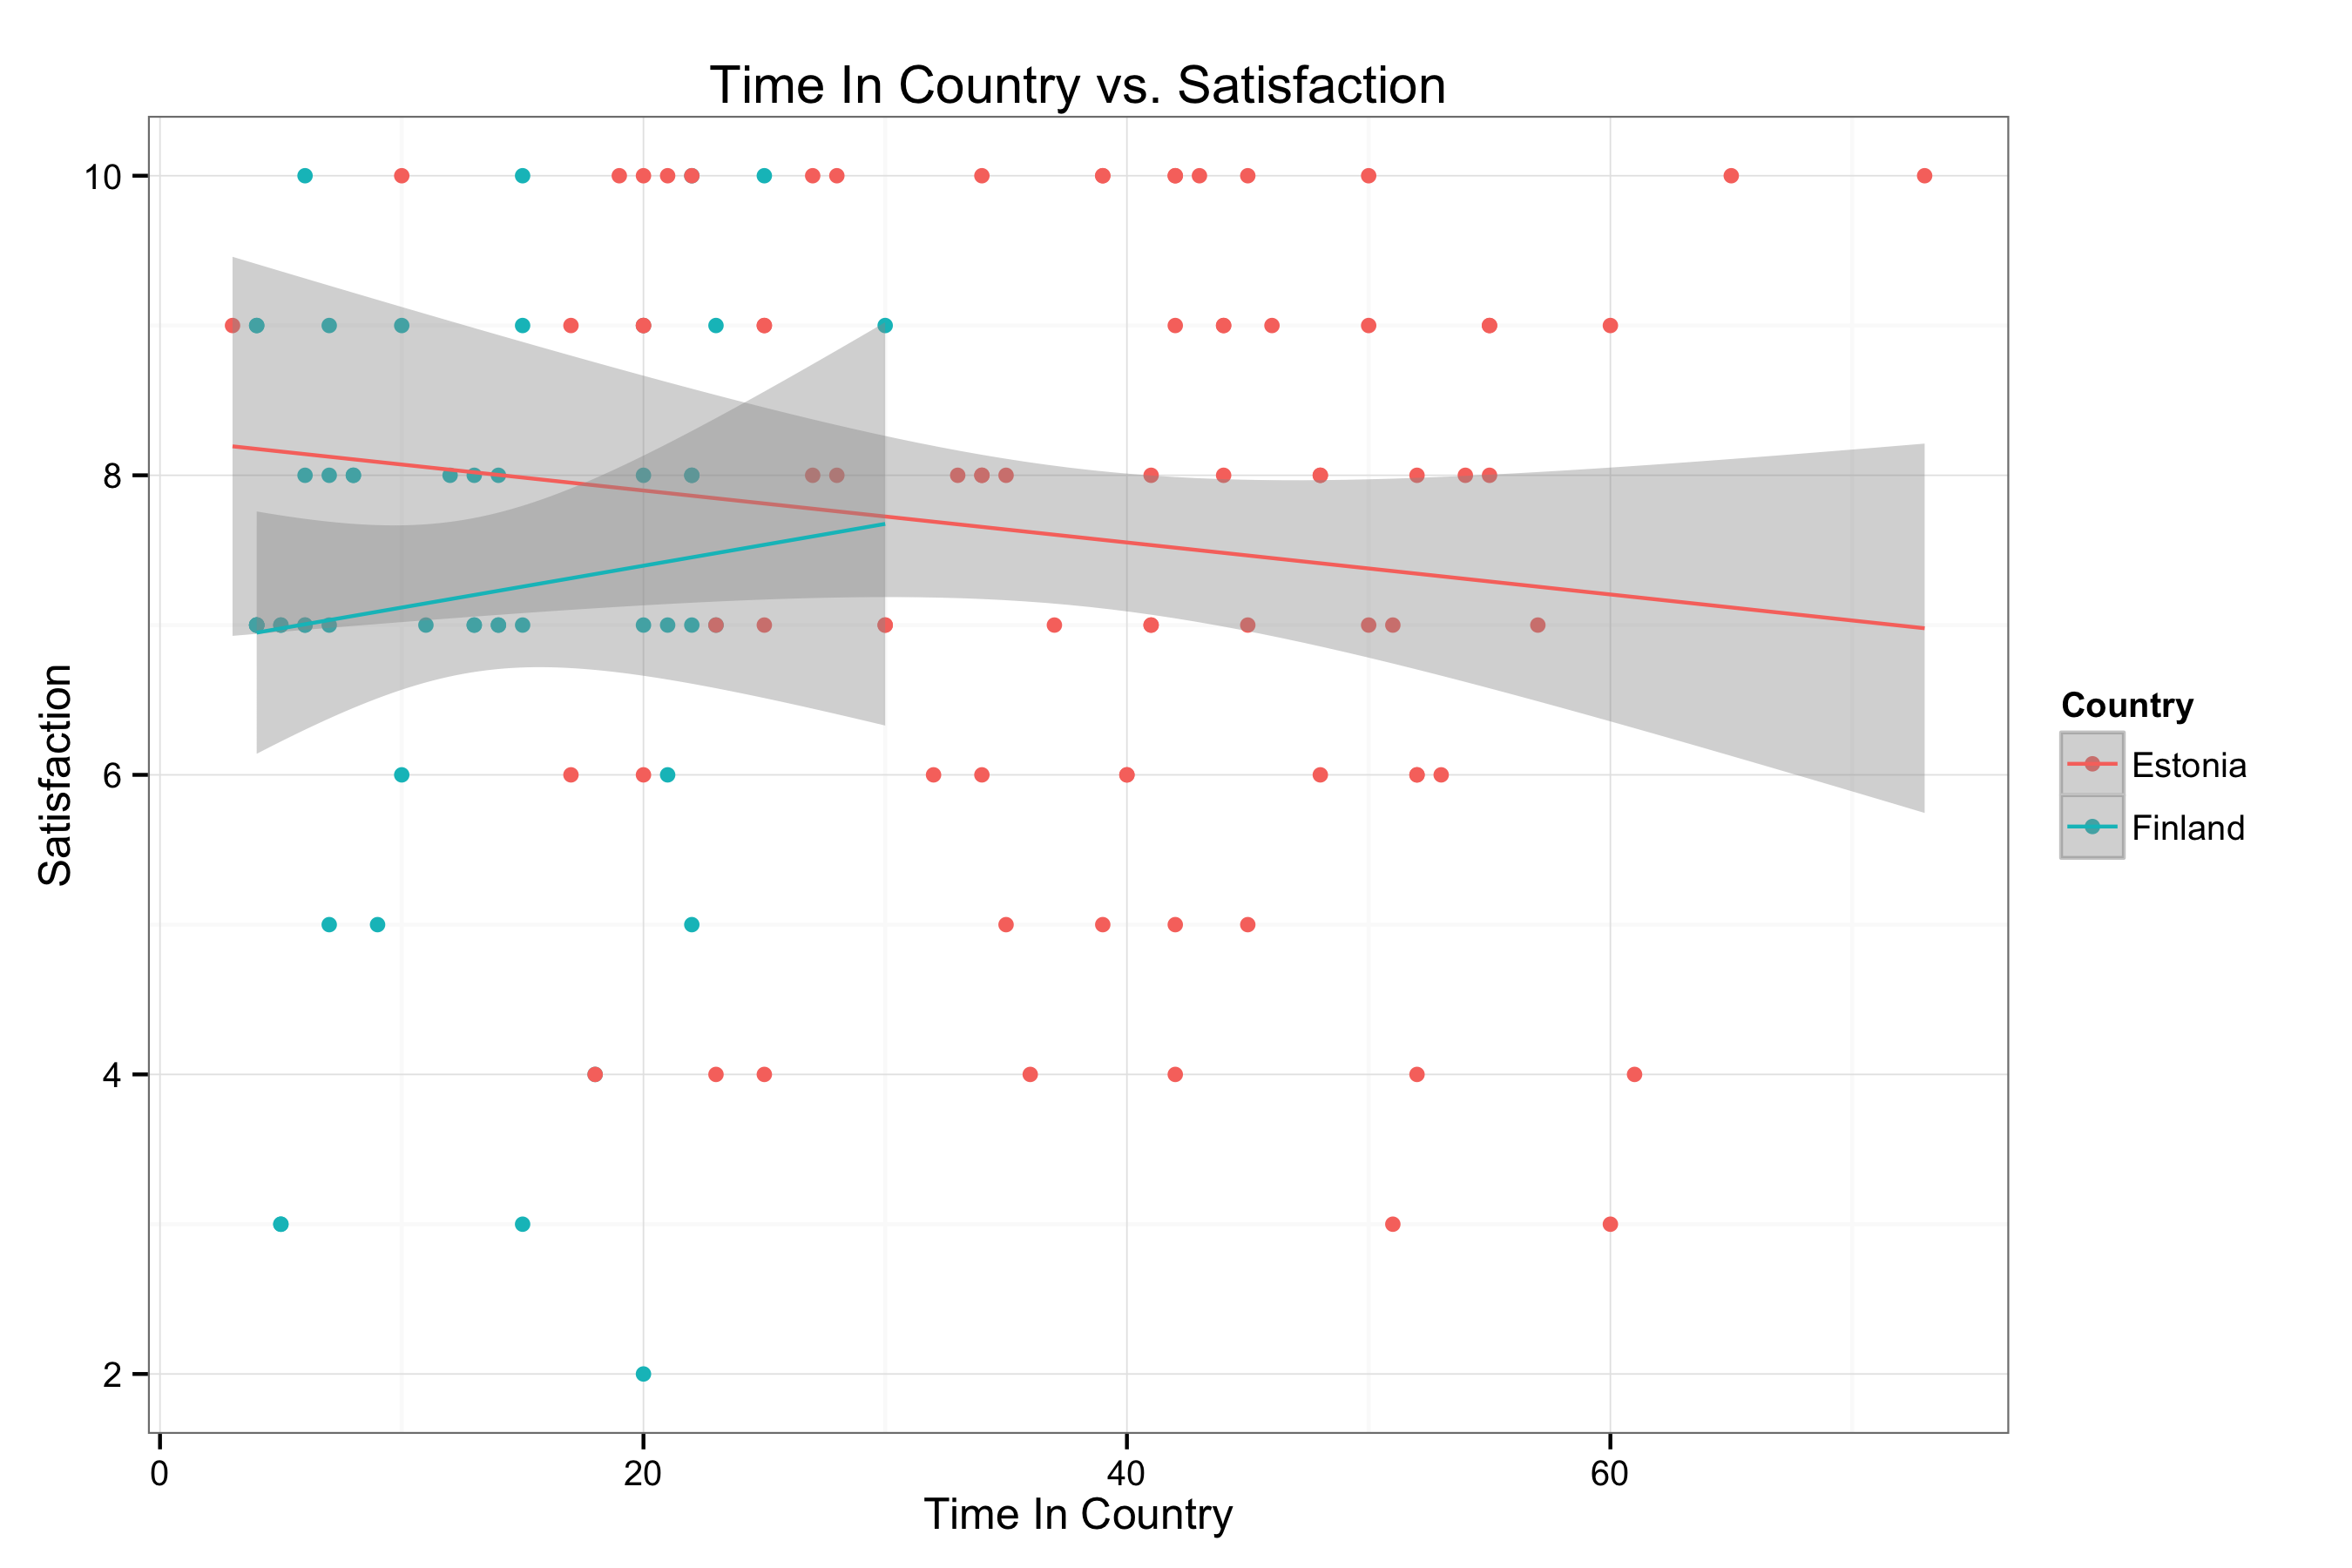 Time In Country vs. Satisfaction
10
8
6
4
2
Satisfaction
0 20 40 60
Time In Country
Country
Estonia
Finland